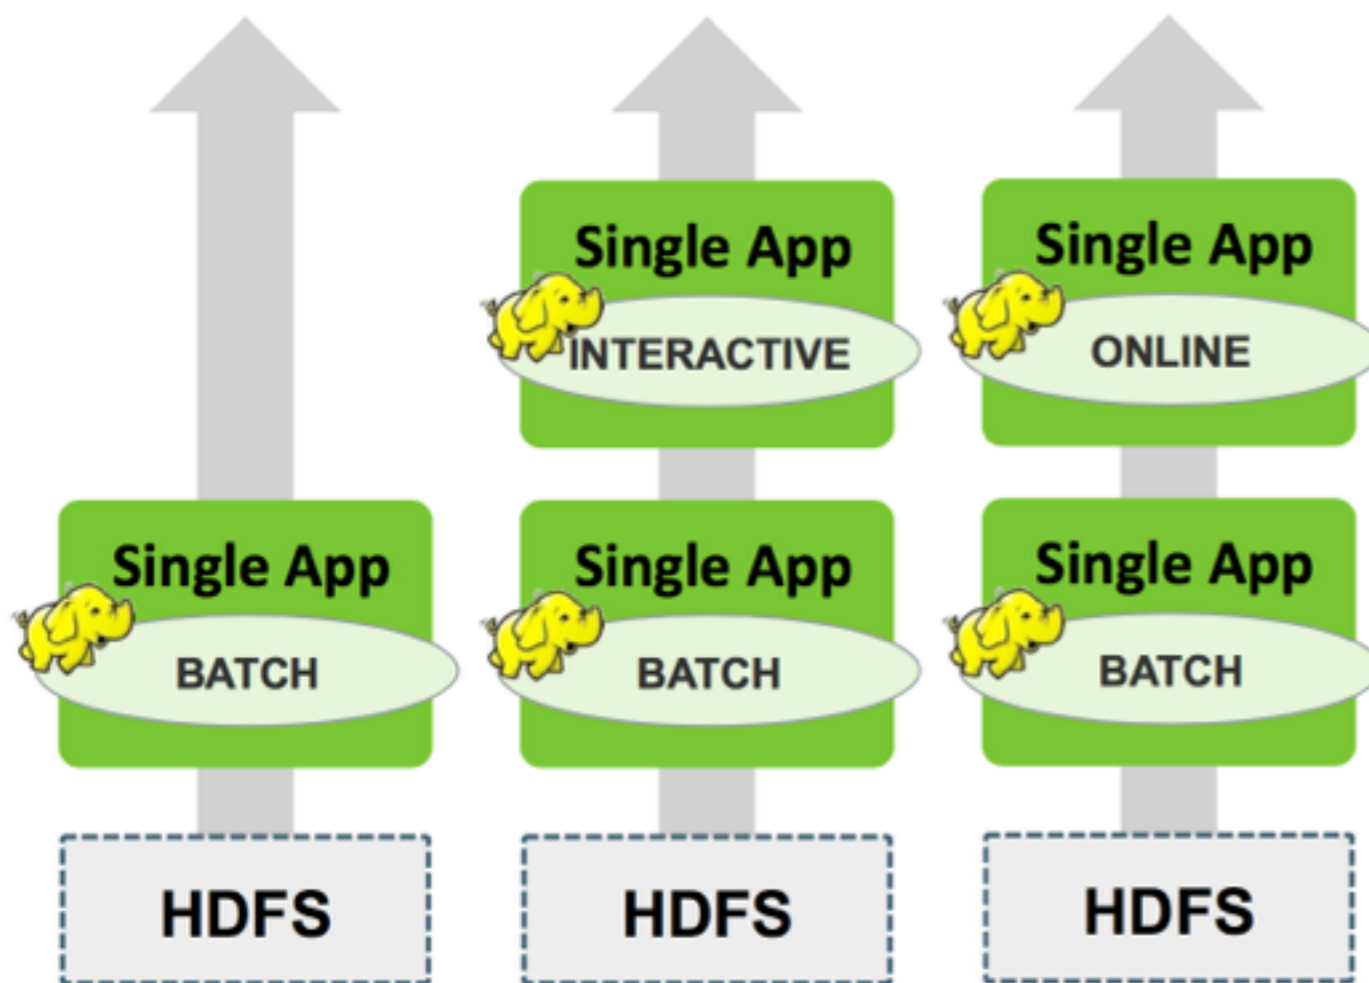 Single App
INTERACTIVE
Single App
ONLINE
Single App
BATCH
Single App
BATCH
Single App
BATCH
HDFS
HDFS
HDFS